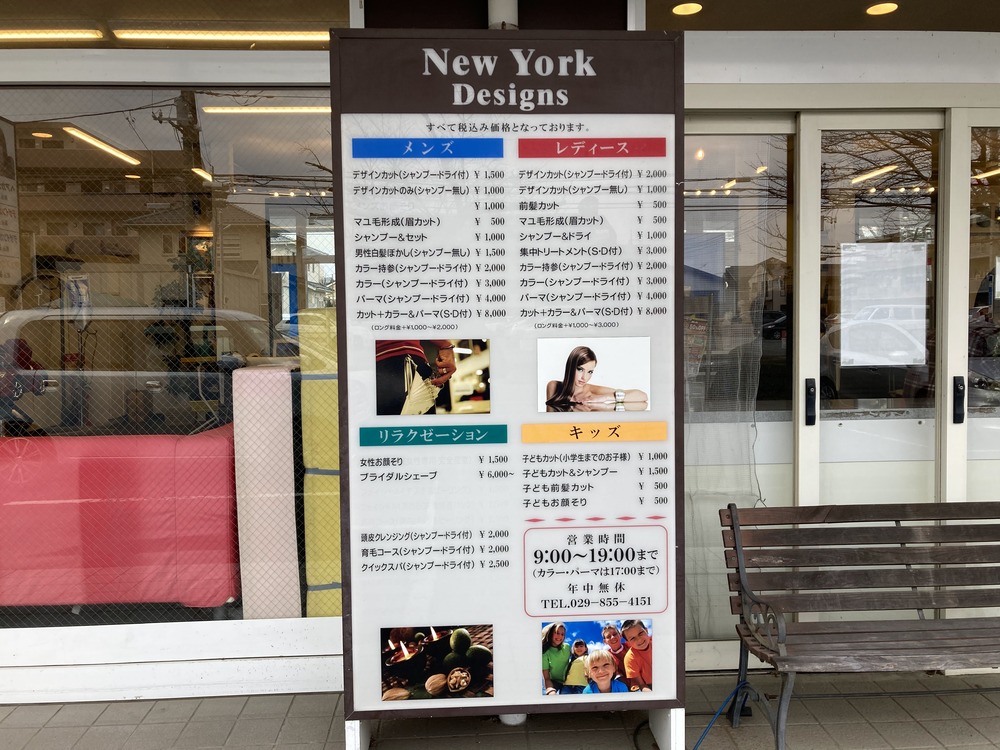 New York
Designs
すべて税込み価格となっております。
メンズ
デザインカット(シャンプードライ付) ¥ 1,500
デザインカットのみ(シャンプー無し) ¥ 1,000
¥ 1,000
マユ毛形成(眉カット) ¥ 500
シャンプー&セット ¥ 1,000
男性白髪ぼかし(シャンプー無し) ¥ 1,500
カラー持参(シャンプードライ付) ¥ 2,000
カラー(シャンプードライ付) ¥ 3,000
パーマ(シャンプードライ付) ¥ 4,000
カット+カラー&パーマ(S・D付) ¥ 8,000
(ロング料金+¥1,000〜¥2,000)
レディース
デザインカット(シャンプードライ付) ¥ 2,000
デザインカット(シャンプー無し) ¥ 1,000
前髪カット ¥ 500
マユ毛形成(眉カット) ¥ 500
シャンプー&ドライ ¥ 1,000
集中トリートメント(S・D付) ¥ 3,000
カラー持参(シャンプードライ付) ¥ 2,000
カラー(シャンプードライ付) ¥ 3,000
パーマ(シャンプードライ付) ¥ 4,000
カット+カラー&パーマ(S・D付) ¥ 8,000
(ロング料金+¥1,000〜¥3,000)
リラクゼーション
女性お顔そり ¥ 1,500
ブライダルシェーブ ¥ 6,000~
頭皮クレンジング(シャンプードライ付) ¥ 2,000
育毛コース(シャンプードライ付) ¥ 2,000
クイックスパ(シャンプードライ付) ¥ 2,500
キッズ
子どもカット(小学生までのお子様) ¥ 1,000
子どもカット&シャンプー ¥ 1,500
子ども前髪カット ¥ 500
子どもお顔そり ¥ 500
営業時間
9:00〜19:00まで
(カラー・パーマは17:00まで)
年中無休
TEL.029−855−4151